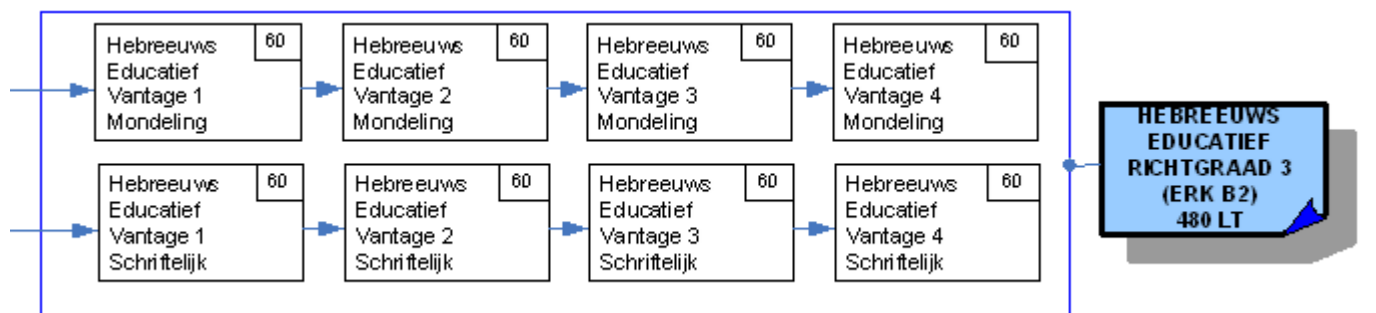 Hebreeuws 60
Educatief
Vantage 1
Mondeling
Hebreeuws 60
Educatief
Vantage 2
Mondeling
Hebreeuws 60
Educatief
Vantage 3
Mondeling
Hebreeuws 60
Educatief
Vantage 4
Mondeling
Hebreeuws 60
Educatief
Vantage 1
Schriftelijk
Hebreeuws 60
Educatief
Vantage 2
Schriftelijk
Hebreeuws 60
Educatief
Vantage 3
Schriftelijk
Hebreeuws 60
Educatief
Vantage 4
Schriftelijk
HEBREEUWS
EDUCATIEF
RICHTGRAAD 3
(ERK B2)
480 LT